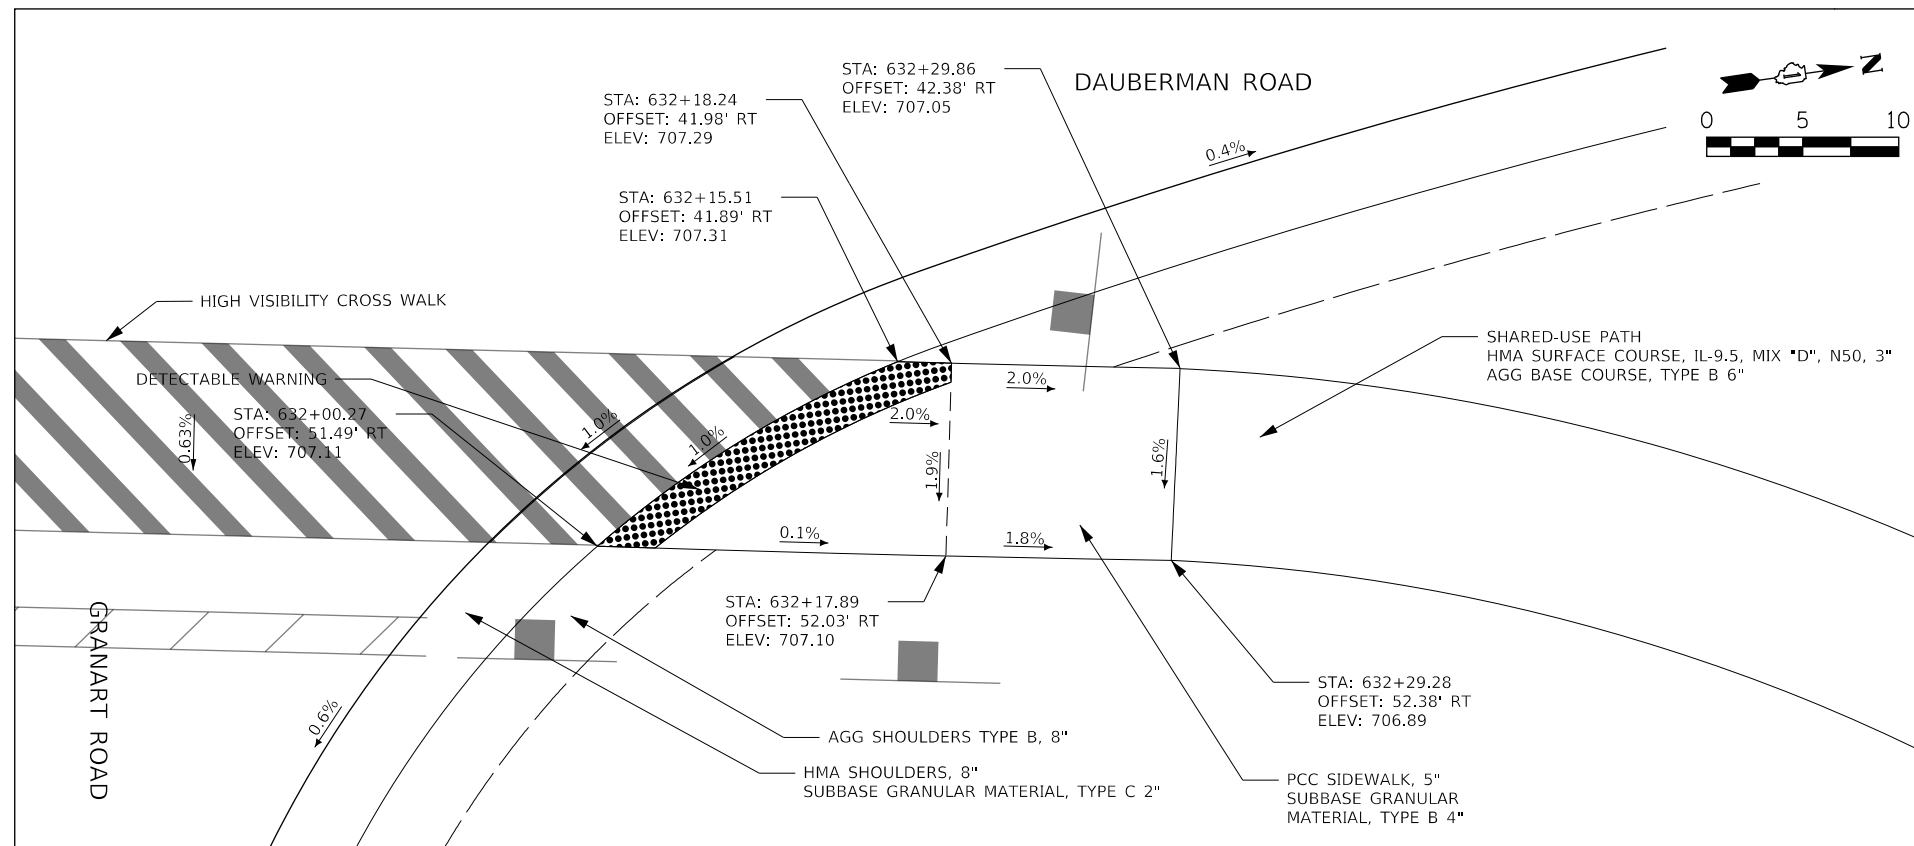 STA: 632+29.86
OFFSET: 42.38' RT
ELEV: 707.05
DAUBERMAN ROAD
N
STA: 632+18.24
OFFSET: 41.98' RT
ELEV: 707.29
0 5 10
0.4%
STA: 632+15.51
OFFSET: 41.89' RT
ELEV: 707.31
HIGH VISIBILITY CROSS WALK
SHARED-USE PATH
HMA SURFACE COURSE, IL-9.5, MIX "D", N50, 3"
AGG BASE COURSE, TYPE B 6"
DETECTABLE WARNING
2.0%
STA: 632+00.27
OFFSET: 51.49' RT
ELEV: 707.11
0.63%
1.0%
1.0%
2.0%
1.9%
1.6%
0.1%
1.8%
GRANART ROAD
STA: 632+17.89
OFFSET: 52.03' RT
ELEV: 707.10
STA: 632+29.28
OFFSET: 52.38' RT
ELEV: 706.89
0.6%
AGG SHOULDERS TYPE B, 8"
HMA SHOULDERS, 8"
SUBBASE GRANULAR MATERIAL, TYPE C 2"
PCC SIDEWALK, 5"
SUBBASE GRANULAR
MATERIAL, TYPE B 4"